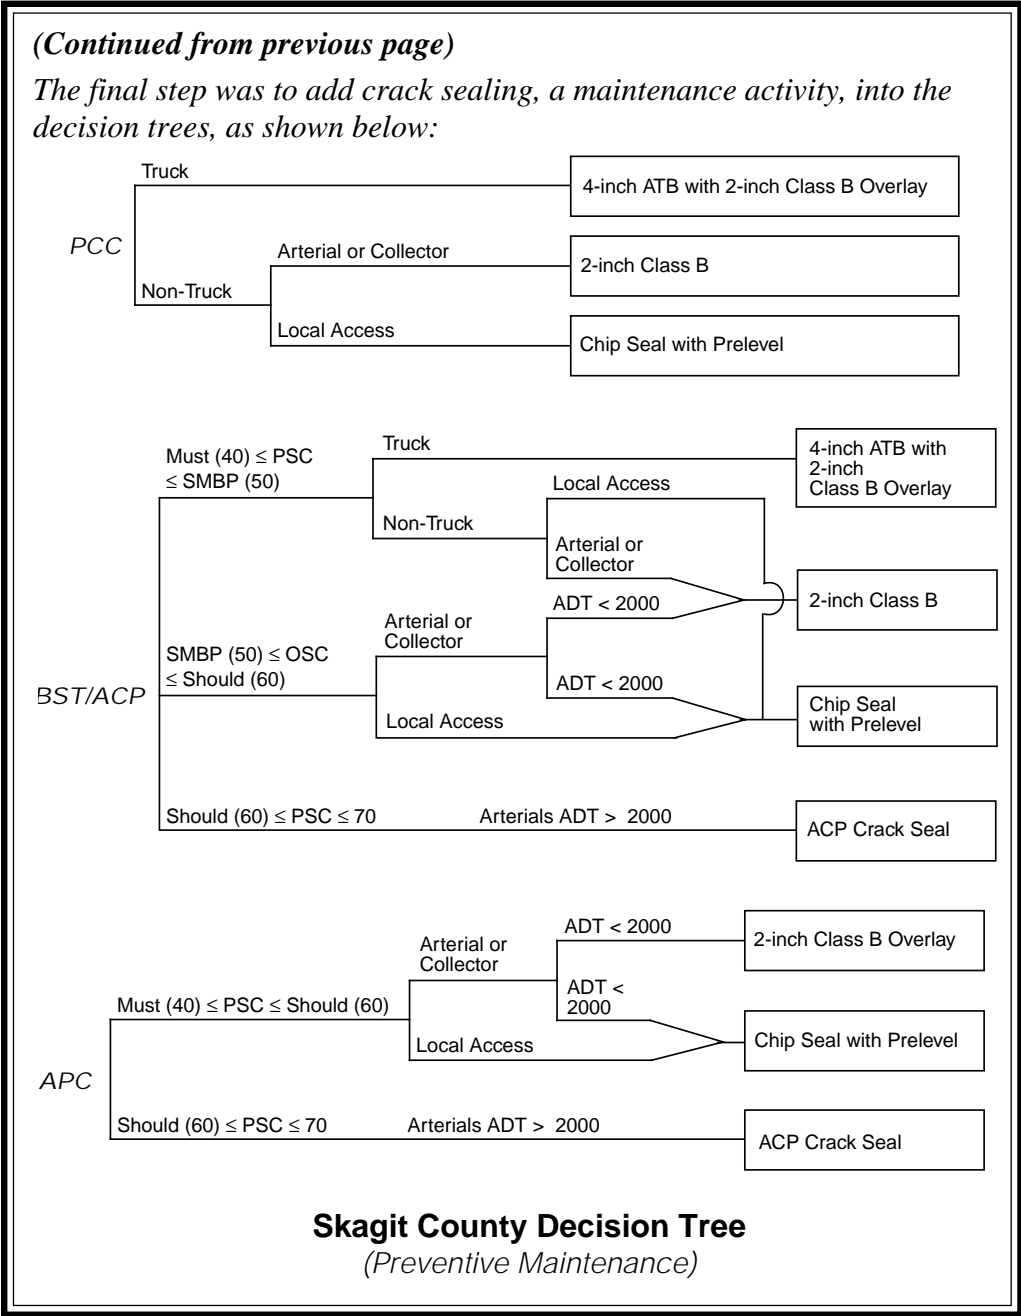 (Continued from previous page)
The final step was to add crack sealing, a maintenance activity, into the
decision trees, as shown below:
Truck
4-inch ATB with 2-inch Class B Overlay
PCC
Arterial or Collector
2-inch Class B
Non-Truck
Local Access
Chip Seal with Prelevel
Must (40) ≤ PSC
≤ SMBP (50)
Truck
4-inch ATB with
2-inch
Class B Overlay
Local Access
Non-Truck
Arterial or
Collector
2-inch Class B
ADT < 2000
Arterial or
Collector
SMBP (50) ≤ OSC
≤ Should (60)
ADT < 2000
BST/ACP
Local Access
Chip Seal
with Prelevel
Should (60) ≤ PSC ≤ 70
Arterials ADT > 2000
ACP Crack Seal
ADT < 2000
2-inch Class B Overlay
Arterial or
Collector
ADT <
2000
Must (40) ≤ PSC ≤ Should (60)
Local Access
Chip Seal with Prelevel
APC
Should (60) ≤ PSC ≤ 70
Arterials ADT > 2000
ACP Crack Seal
Skagit County Decision Tree
(Preventive Maintenance)